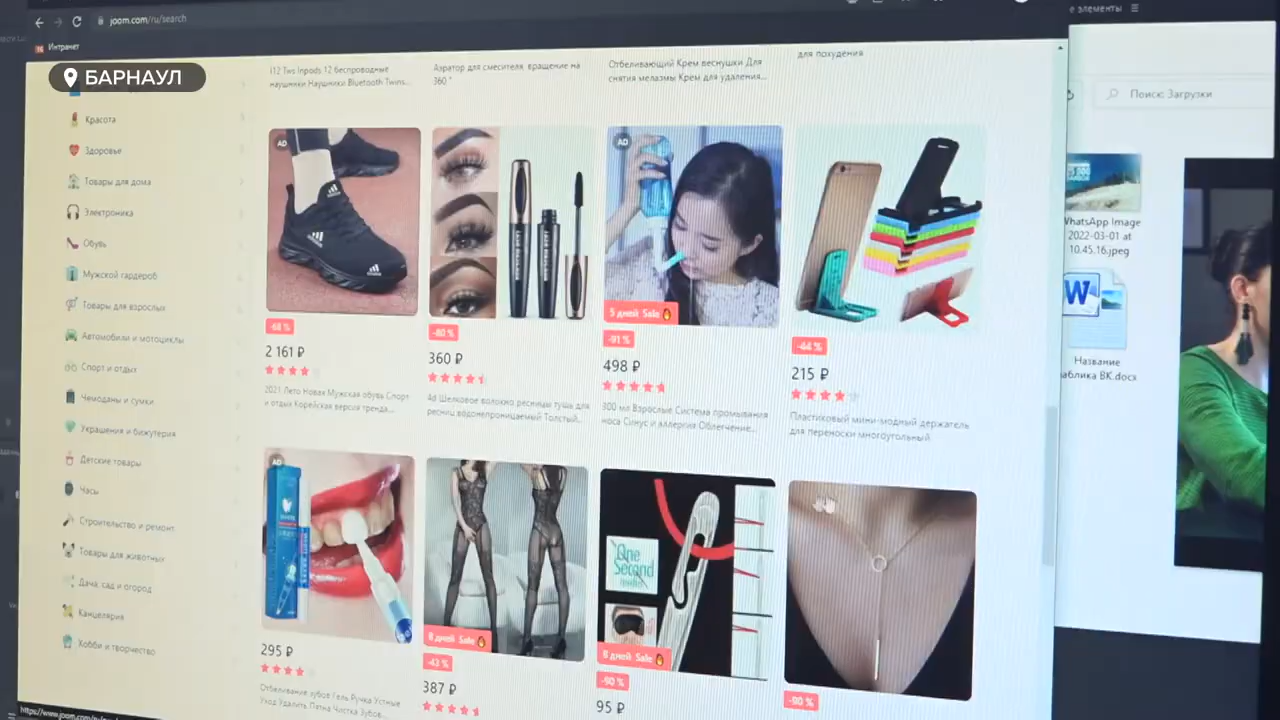 joom.com/ru/search
е элементы
Интранет
БАРНАУЛ
Красота
Здоровье
Товары для дома
Электроника
Обувь
Мужской гардероб
Товары для взрослых
Автомобили и мотоциклы
Спорт и отдых
Чемоданы и сумки
Украшения и бижутерия
Детские товары
Часы
Строительство и ремонт
Товары для животных
Дача, сад и огород
Канцелярия
Хобби и творчество
i12 Tws Inpods 12 беспроводные
наушники Наушники Bluetooth Twins...
Аэратор для смесителя, вращение на
360 °
Отбеливающий Крем веснушки Для
снятия мелазмы Крем для удаления...
для похудения
AD
-68 %
2 161 ₽
2021 Лето Новая Мужская обувь Спорт
и отдых Корейская версия тренда...
-80 %
360 ₽
Ad Шелковое волокно ресницы тушь для
ресниц водонепроницаемый Толстый...
AD
5 дней Sale
-91 %
498 ₽
300 мл Взрослые Система промывания
носа Синус и аллергия Облегчение...
-44 %
215 ₽
Пластиковый мини-модный держатель
для переноски многоугольный
AD
295 ₽
Отбеливание зубов Гель Ручка Устные
Уход Удалить Пятна Чистка Зубов...
8 дней Sale
-43 %
387 ₽
One
Second
needle
8 дней Sale
-90 %
95 ₽
-90 %
Поиск: Загрузки
WhatsApp Image
2022-03-01 at
10.45.16.jpeg
W
Название
аблика ВК.docx